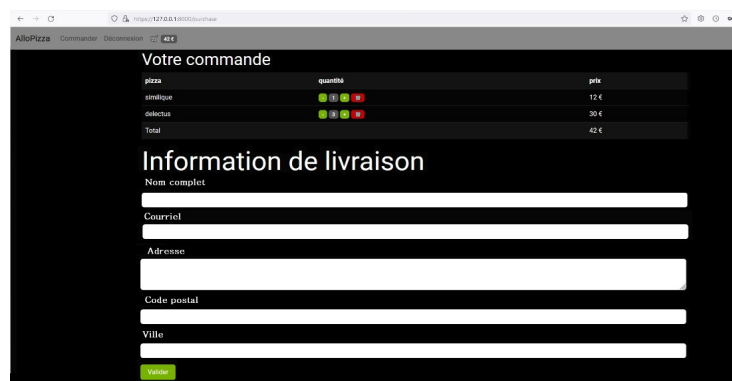 https://127.0.0.1:8000/purchase
AlloPizza Commander Déconnexion 42 €
Votre commande
pizza quantité prix
similique - 1 + 12 €
delectus - 3 + 30 €
Total 42 €
Information de livraison
Nom complet
Courriel
Adresse
Code postal
Ville
Valider